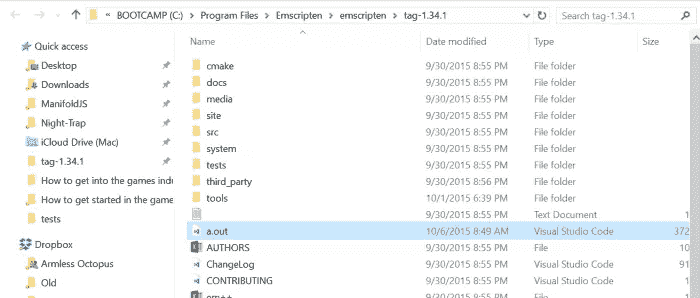 BOOTCAMP (C:) > Program Files > Emscripten > emscripten > tag-1.34.1
Search tag-1.34.1
Name Date modified Type Size
Quick access
Desktop
Downloads
ManifoldJS
Night-Trap
iCloud Drive (Mac)
tag-1.34.1
How to get into the games indu
How to get started in the game
tests
Dropbox
Armless Octopus
Old
cmake 9/30/2015 8:55 PM File folder
docs 9/30/2015 8:55 PM File folder
media 9/30/2015 8:55 PM File folder
site 9/30/2015 8:55 PM File folder
src 9/30/2015 8:55 PM File folder
system 9/30/2015 8:55 PM File folder
tests 9/30/2015 8:55 PM File folder
third_party 9/30/2015 8:56 PM File folder
tools 10/1/2015 6:39 PM File folder
9/30/2015 8:55 PM Text Document 1
a.out 10/6/2015 8:49 AM Visual Studio Code 372
AUTHORS 9/30/2015 8:55 PM File 10
ChangeLog 9/30/2015 8:55 PM Visual Studio Code 91
CONTRIBUTING 9/30/2015 8:55 PM Visual Studio Code 1